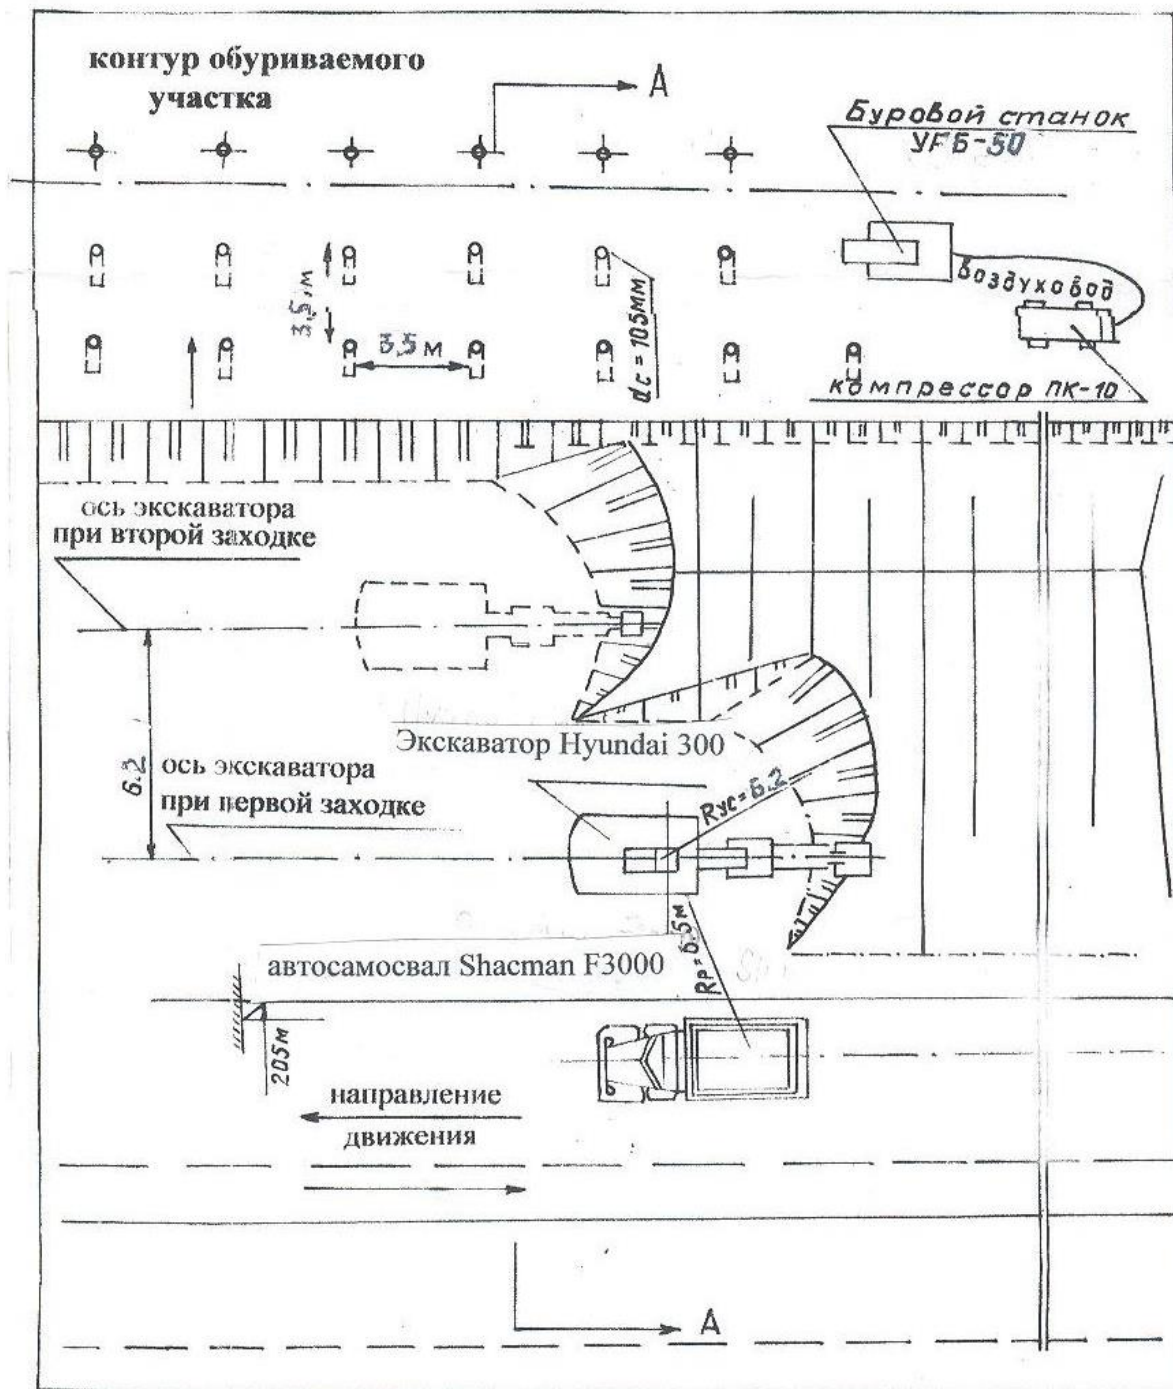 контур обуриваемого
участка
А
Буровой станок
УРБ-50
воздуховод
3,5 м
3,5 м
dс = 105мм
компрессор ПК-10
ось экскаватора
при второй заходке
Экскаватор Hyundai 300
6.2
ось экскаватора
при первой заходке
Rус = 6.2
Rр = 6.5м
автосамосвал Shacman F3000
205м
направление
движения
А